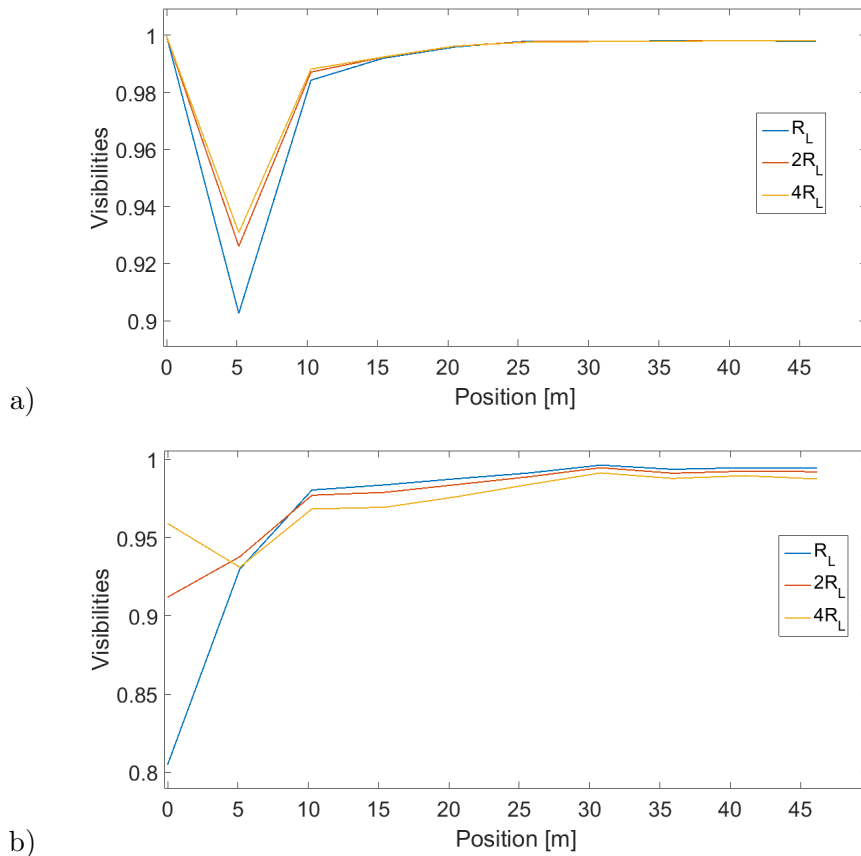 1
0.98
0.96
0.94
0.92
0.9
Visibilities
R_L
2R_L
4R_L
0 5 10 15 20 25 30 35 40 45
Position [m]
a)
1
0.95
0.9
0.85
0.8
Visibilities
R_L
2R_L
4R_L
0 5 10 15 20 25 30 35 40 45
Position [m]
b)